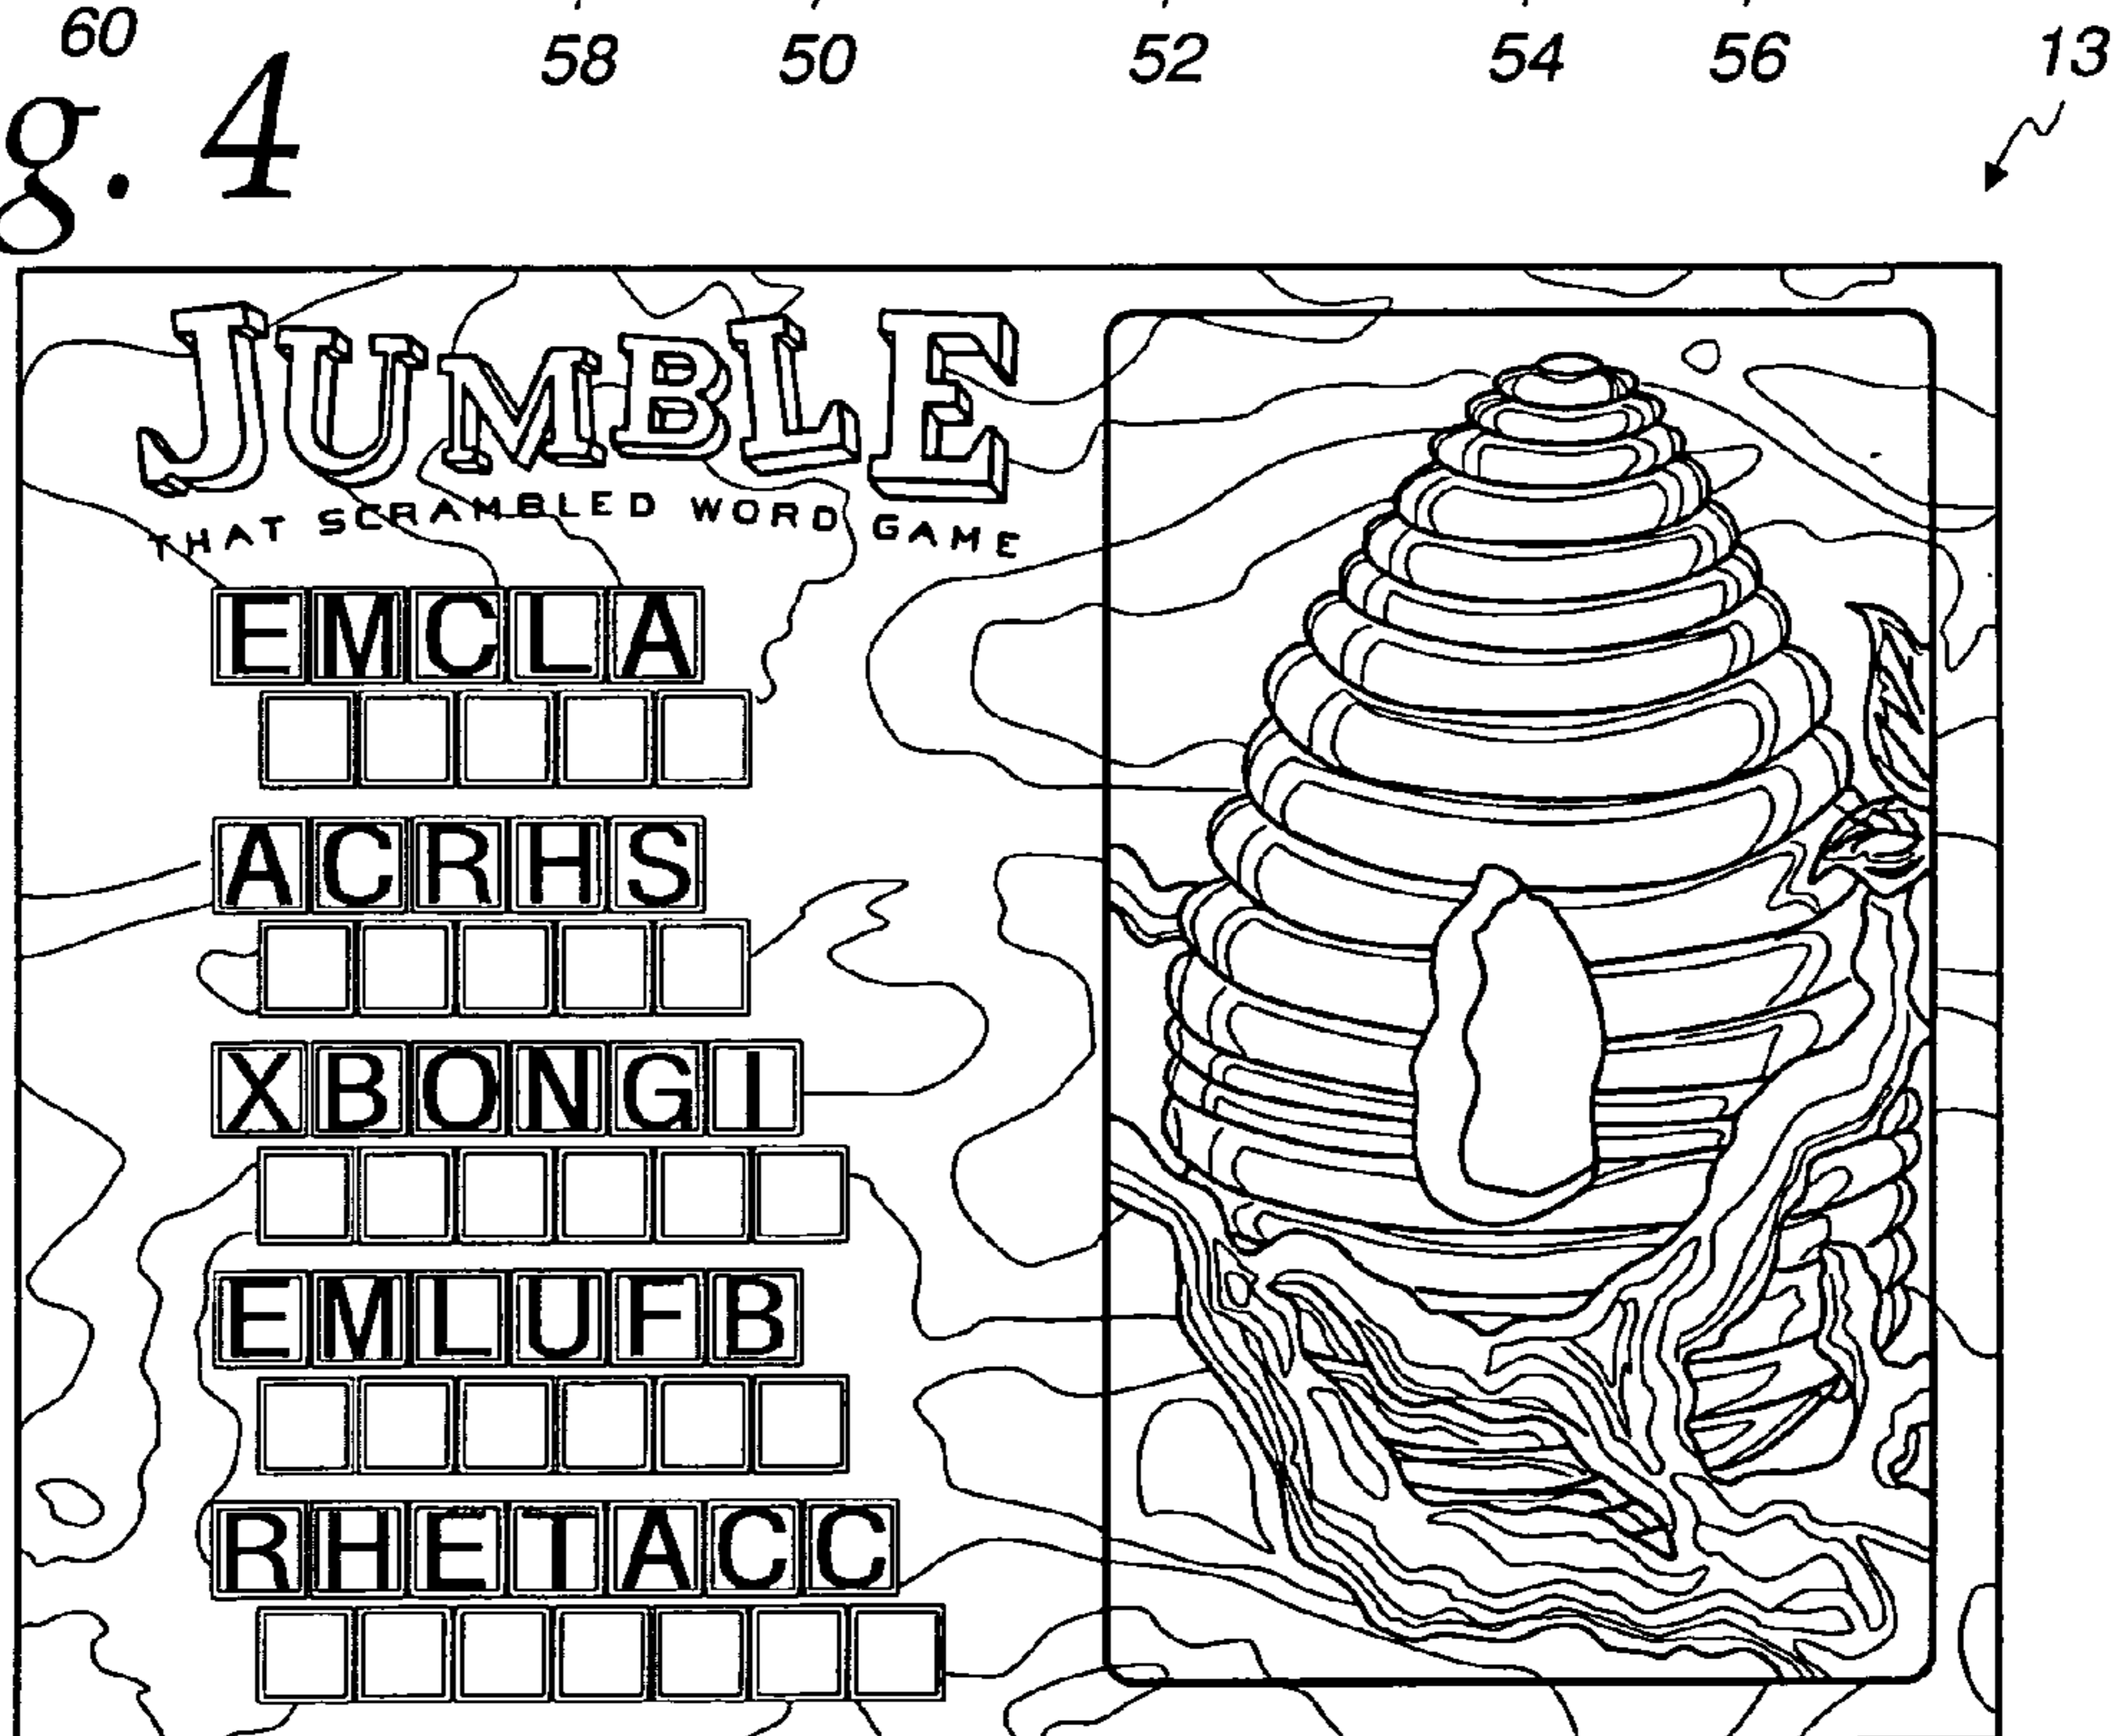 60 58 50 52 54 56 13
g. 4
JUMBLE
THAT SCRAMBLED WORD GAME
EMCLA
ACRHS
XBONGI
EMLUFB
RHETACC